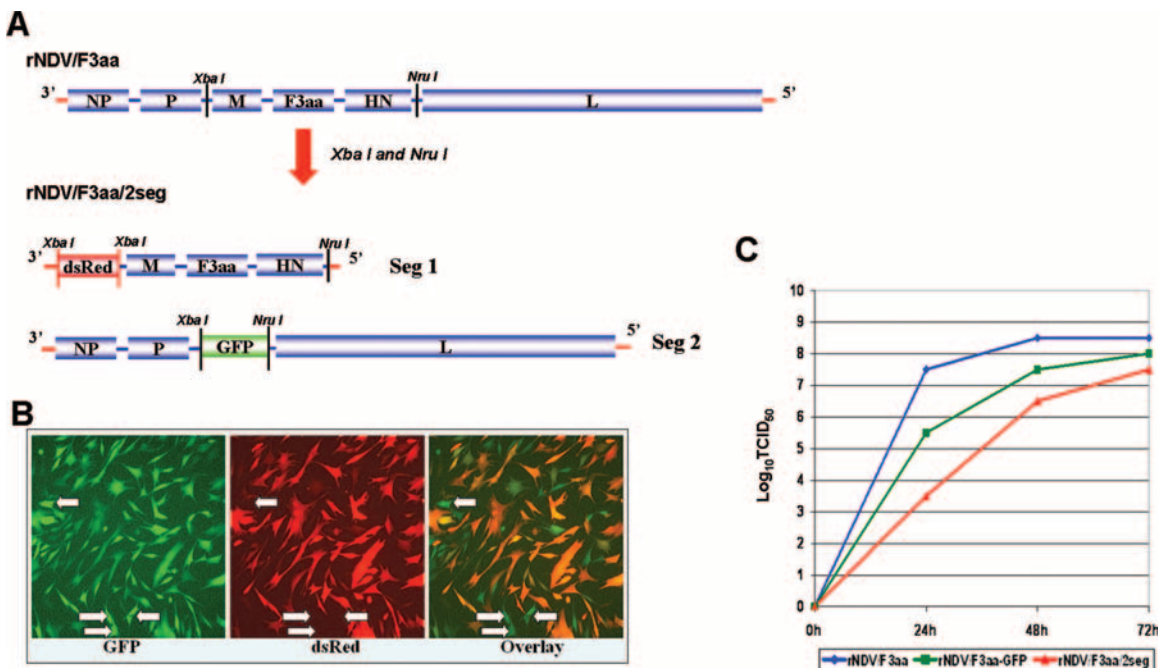 A
rNDV/F3aa
Xba I Nru I
3’ NP P M F3aa HN L 5’
Xba I and Nru I
rNDV/F3aa/2seg
Xba I Xba I Nru I
3’ dsRed M F3aa HN 5’ Seg 1
Xba I Nru I
3’ NP P GFP L 5’ Seg 2
B
GFP dsRed Overlay
C
Log10TCID50
10
9
8
7
6
5
4
3
2
1
0
0h 24h 48h 72h
rNDV/F3aa rNDV/F3aa-GFP rNDV/F3aa/2seg